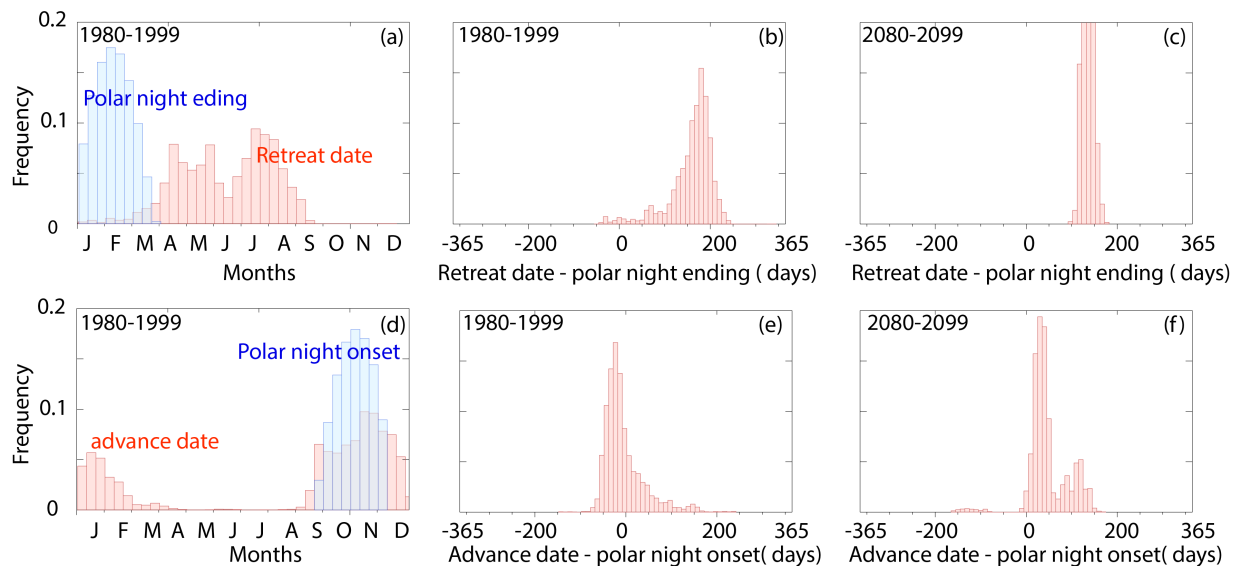 1980-1999
(a)
Polar night eding
Retreat date
Frequency
0.2
0.1
0
J F M A M J J A S O N D
Months
1980-1999
(b)
-365 -200 0 200 365
Retreat date - polar night ending ( days)
2080-2099
(c)
-365 -200 0 200 365
Retreat date - polar night ending ( days)
1980-1999
(d)
Polar night onset
advance date
Frequency
0.2
0.1
0
J F M A M J J A S O N D
Months
1980-1999
(e)
-365 -200 0 200 365
Advance date - polar night onset( days)
2080-2099
(f)
-365 -200 0 200 365
Advance date - polar night onset( days)